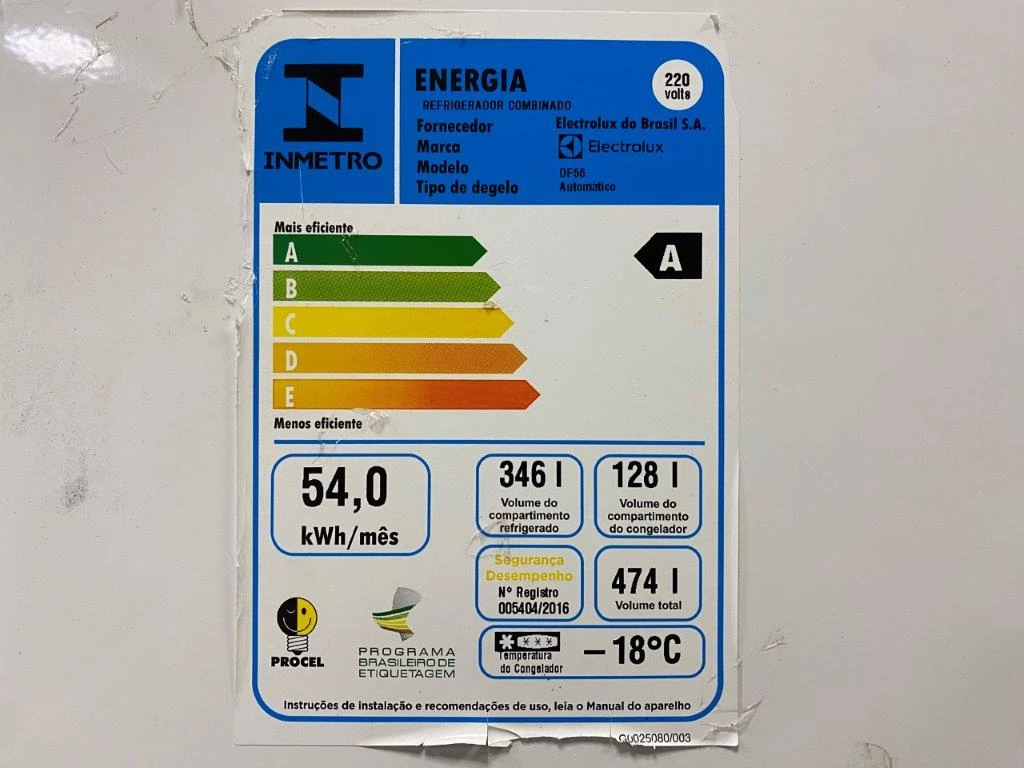 INMETRO
ENERGIA
REFRIGERADOR COMBINADO
220
volts
Fornecedor Electrolux do Brasil S.A.
Marca Electrolux
Modelo DF56
Tipo de degelo Automático
Mais eficiente
A
A
B
C
D
E
Menos eficiente
54,0
kWh/mês
346 l
Volume do
compartimento
refrigerado
128 l
Volume do
compartimento
do congelador
Segurança
Desempenho
Nº Registro
005404/2016
474 l
Volume total
PROCEL
PROGRAMA
BRASILEIRO DE
ETIQUETAGEM
Temperatura
do Congelador
–18°C
Instruções de instalação e recomendações de uso, leia o Manual do aparelho
G0025080/003